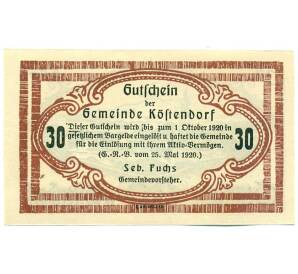 Gutschein
der
Gemeinde Köstendorf
Dieser Gutschein wird bis zum 1 Oktober 1920 in
gesetzlichem Bargelde eingelöst u haftet die Gemeinde
30 für die Einlösung mit ihrem Aktiv-Vermögen. 30
(G.-R.-B. vom 25. Mai 1920.)
Seb. Fuchs
Gemeindevorsteher.